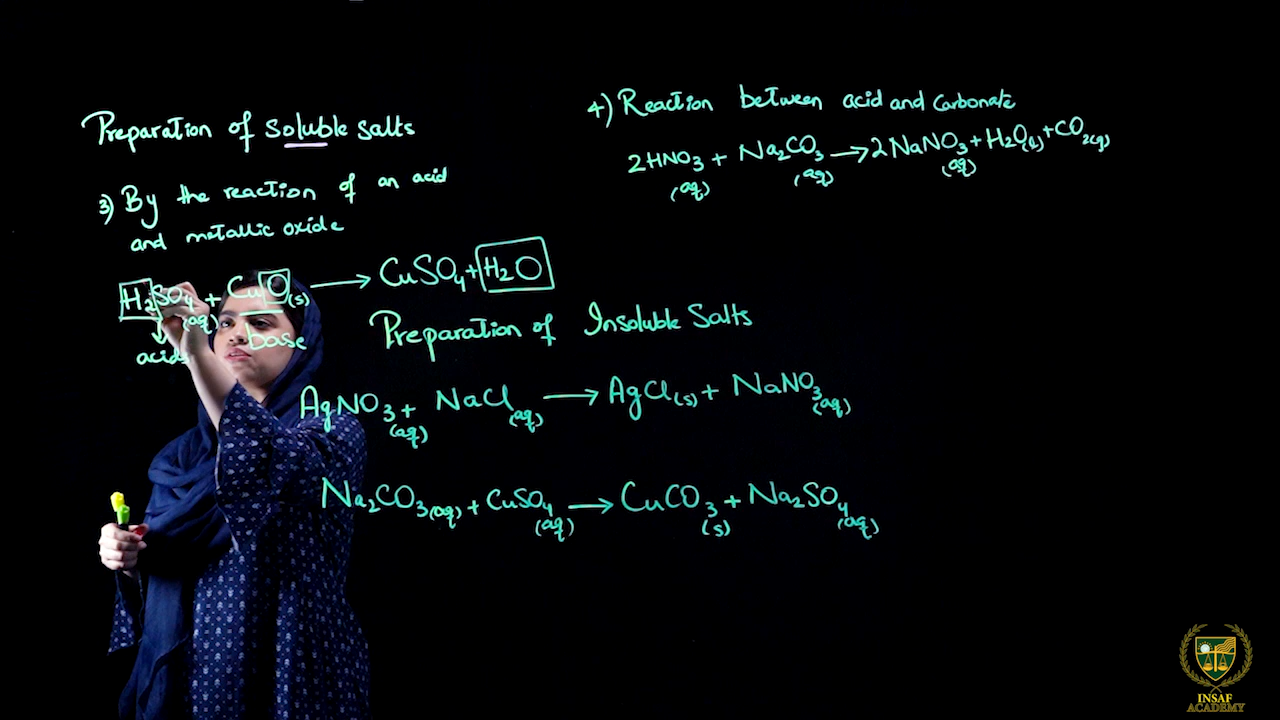 Preparation of soluble salts
3) By the reaction of an acid
and metallic oxide
H₂SO₄(aq) + CuO(s) ⟶ CuSO₄ + H₂O
acids
base
4) Reaction between acid and carbonate
2HNO₃(aq) + Na₂CO₃(aq) ⟶ 2NaNO₃(aq) + H₂O(l) + CO₂(g)
Preparation of Insoluble Salts
AgNO₃(aq) + NaCl(aq) ⟶ AgCl(s) + NaNO₃(aq)
Na₂CO₃(aq) + CuSO₄(aq) ⟶ CuCO₃(s) + Na₂SO₄(aq)
INSAF
ACADEMY